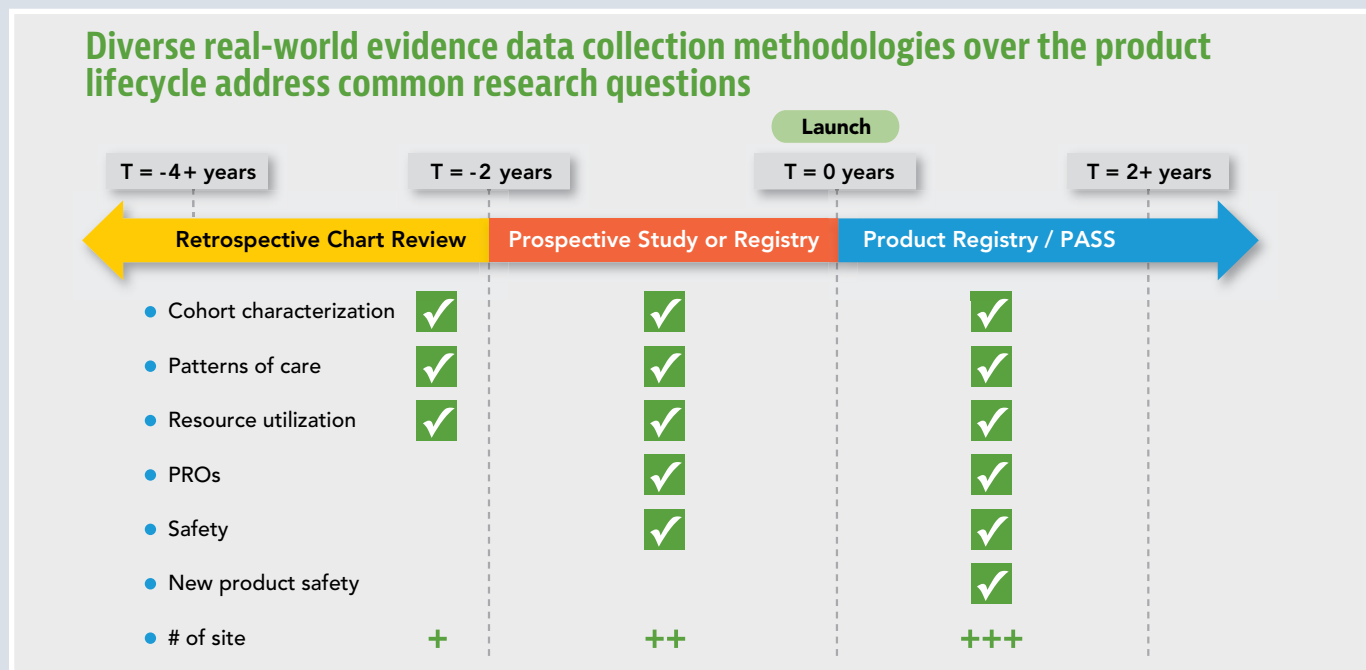 Diverse real-world evidence data collection methodologies over the product
lifecycle address common research questions
Launch
T = -4+ years
T = -2 years
T = 0 years
T = 2+ years
Retrospective Chart Review
Prospective Study or Registry
Product Registry / PASS
Cohort characterization
Patterns of care
Resource utilization
PROs
Safety
New product safety
# of site + ++ +++